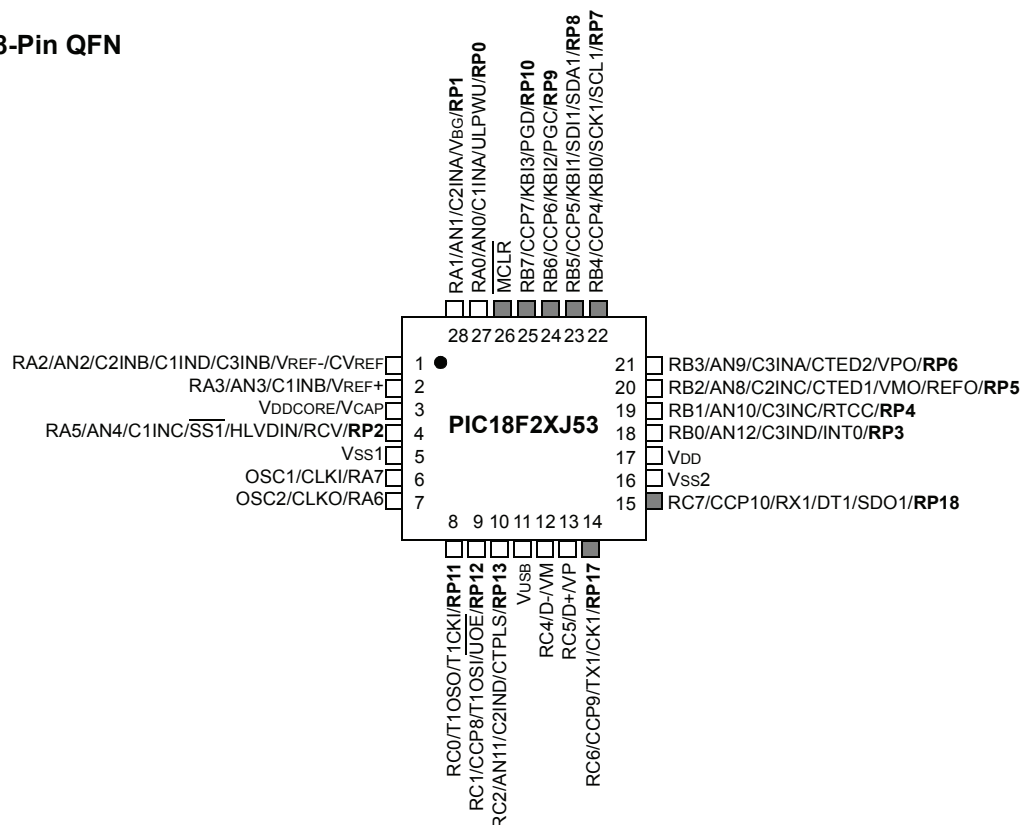 8-Pin QFN
RA1/AN1/C2INA/VBG/RP1
RA0/AN0/C1INA/ULPWU/RP0
MCLR
RB7/CCP7/KBI3/PGD/RP10
RB6/CCP6/KBI2/PGC/RP9
RB5/CCP5/KBI1/SDI1/SDA1/RP8
RB4/CCP4/KBI0/SCK1/SCL1/RP7
28 27 26 25 24 23 22
RA2/AN2/C2INB/C1IND/C3INB/VREF-/CVREF 1
RA3/AN3/C1INB/VREF+ 2
VDDCORE/VCAP 3
RA5/AN4/C1INC/SS1/HLVDIN/RCV/RP2 4
VSS1 5
OSC1/CLKI/RA7 6
OSC2/CLKO/RA6 7
PIC18F2XJ53
21 RB3/AN9/C3INA/CTED2/VPO/RP6
20 RB2/AN8/C2INC/CTED1/VMO/REFO/RP5
19 RB1/AN10/C3INC/RTCC/RP4
18 RB0/AN12/C3IND/INT0/RP3
17 VDD
16 VSS2
15 RC7/CCP10/RX1/DT1/SDO1/RP18
8 9 10 11 12 13 14
RC0/T1OSO/T1CKI/RP11
RC1/CCP8/T1OSI/UOE/RP12
RC2/AN11/C2IND/CTPLS/RP13
VUSB
RC4/D-/VM
RC5/D+/VP
RC6/CCP9/TX1/CK1/RP17